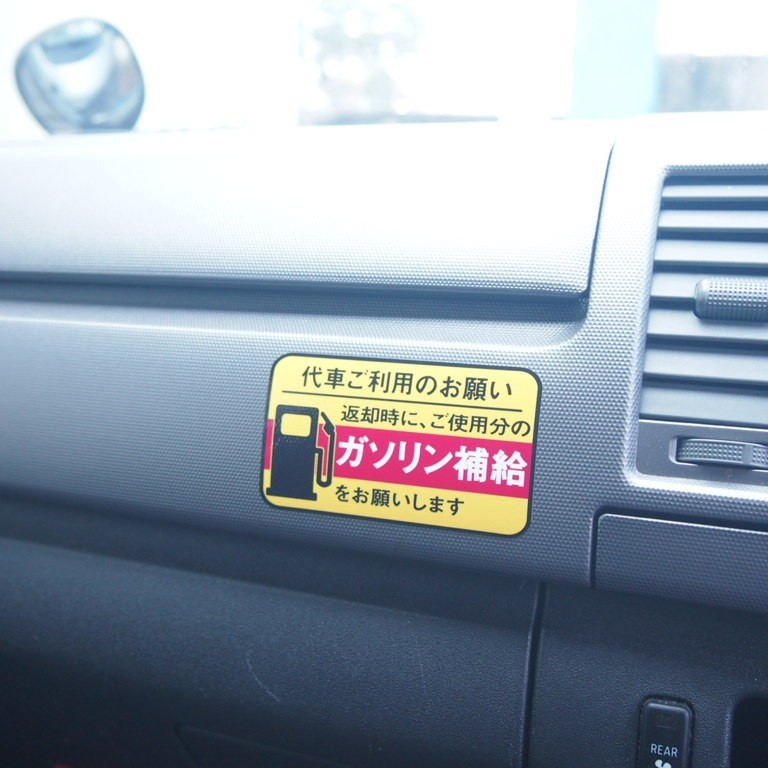 代車ご利用のお願い
返却時に、ご使用分の
ガソリン補給
をお願いします
REAR